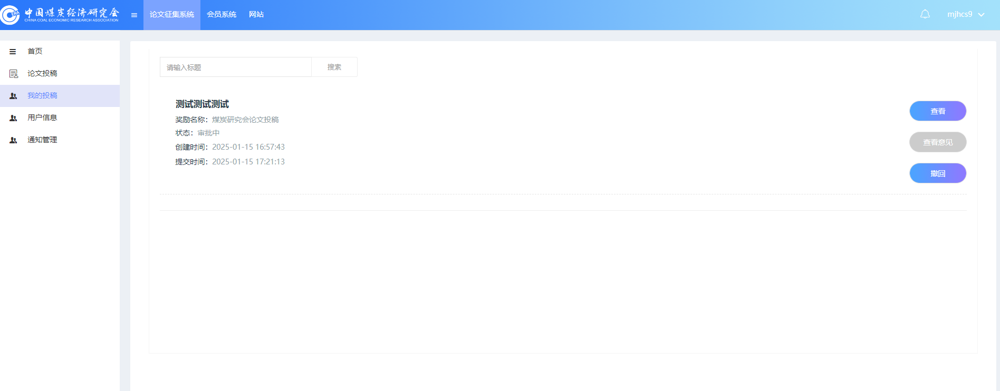 中国煤炭经济研究会
CHINA COAL ECONOMIC RESEARCH ASSOCIATION
CERA
论文征集系统 会员系统 网站
mjhcs9
首页
论文投稿
我的投稿
用户信息
通知管理
请输入标题 搜索
测试测试测试
奖励名称：煤炭研究会论文投稿
状态：审批中
创建时间：2025-01-15 16:57:43
提交时间：2025-01-15 17:21:13
查看
查看意见
撤回